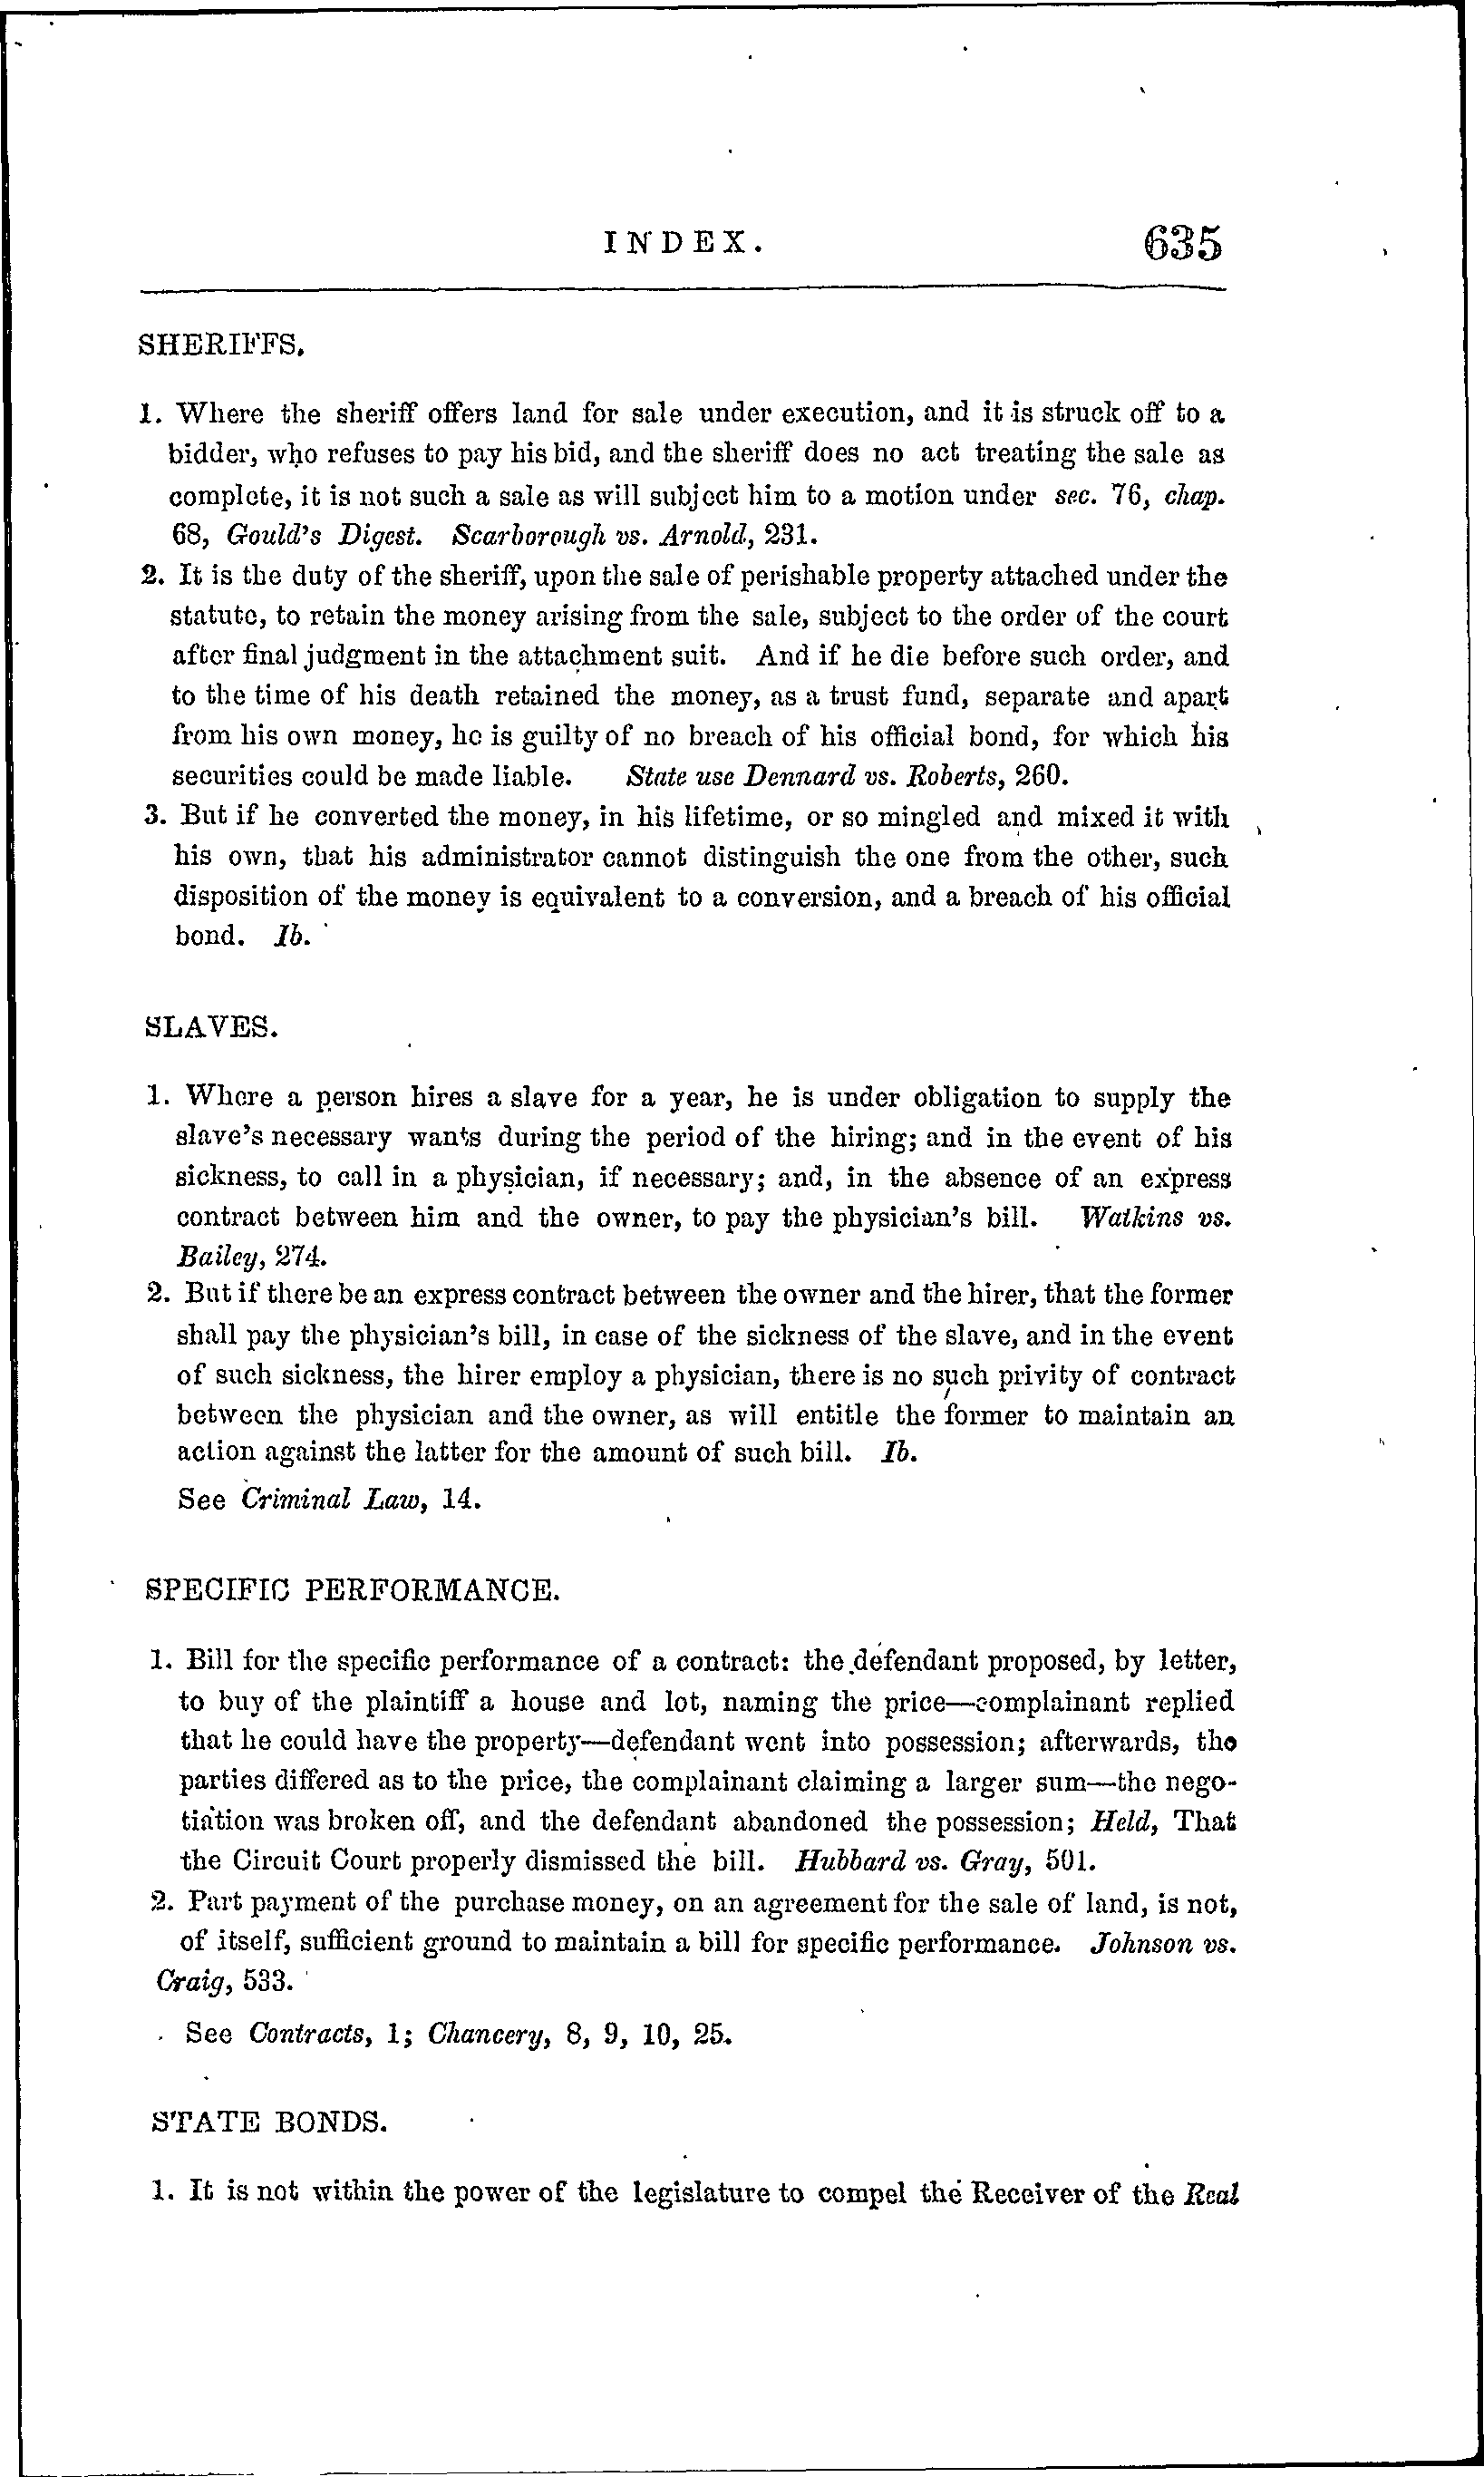 INDEX. 635
SHERIFFS.
1. Where the sheriff offers land for sale under execution, and it is struck off to a
bidder, who refuses to pay his bid, and the sheriff does no act treating the sale as
complete, it is not such a sale as will subject him to a motion under sec. 76, chap.
68, Gould's Digest. Scarborough vs. Arnold, 231.
2. It is the duty of the sheriff, upon the sale of perishable property attached under the
statute, to retain the money arising from the sale, subject to the order of the court
after final judgment in the attachment suit. And if he die before such order, and
to the time of his death retained the money, as a trust fund, separate and apart
from his own money, he is guilty of no breach of his official bond, for which his
securities could be made liable. State use Dennard vs. Roberts, 260.
3. But if he converted the money, in his lifetime, or so mingled and mixed it with
his own, that his administrator cannot distinguish the one from the other, such
disposition of the money is equivalent to a conversion, and a breach of his official
bond. Ib.
SLAVES.
1. Where a person hires a slave for a year, he is under obligation to supply the
slave's necessary wants during the period of the hiring; and in the event of his
sickness, to call in a physician, if necessary; and, in the absence of an express
contract between him and the owner, to pay the physician's bill. Watkins vs.
Bailey, 274.
2. But if there be an express contract between the owner and the hirer, that the former
shall pay the physician's bill, in case of the sickness of the slave, and in the event
of such sickness, the hirer employ a physician, there is no such privity of contract
between the physician and the owner, as will entitle the former to maintain an
action against the latter for the amount of such bill. Ib.
See Criminal Law, 14.
SPECIFIC PERFORMANCE.
1. Bill for the specific performance of a contract: the defendant proposed, by letter,
to buy of the plaintiff a house and lot, naming the price—complainant replied
that he could have the property—defendant went into possession; afterwards, the
parties differed as to the price, the complainant claiming a larger sum—the nego-
tiation was broken off, and the defendant abandoned the possession; Held, That
the Circuit Court properly dismissed the bill. Hubbard vs. Gray, 501.
2. Part payment of the purchase money, on an agreement for the sale of land, is not,
of itself, sufficient ground to maintain a bill for specific performance. Johnson vs.
Craig, 533.
See Contracts, 1; Chancery, 8, 9, 10, 25.
STATE BONDS.
1. It is not within the power of the legislature to compel the Receiver of the Real